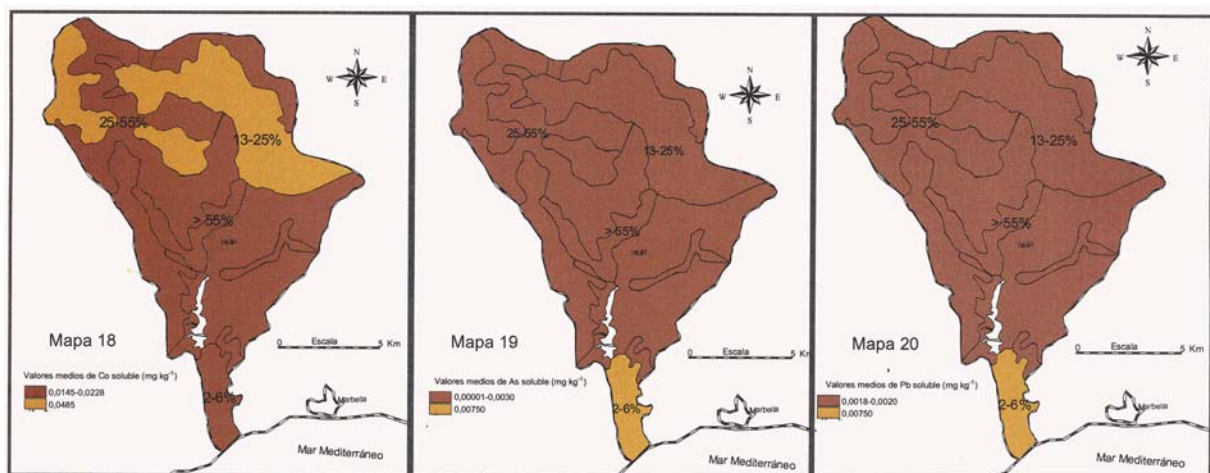 N
W E
S
25-55%
13-25%
> 55%
Mapa 18
Escala
0 5 Km
Valores medios de Co soluble (mg kg⁻¹)
0,0145-0,0228
0,0485
2-6%
Marbella
Mar Mediterráneo
N
W E
S
25-55%
13-25%
> 55%
Istán
Mapa 19
Escala
0 5 Km
Valores medios de As soluble (mg kg⁻¹)
0,00001-0,0030
0,00750
2-6%
Marbella
Mar Mediterráneo
N
W E
S
25-55%
13-25%
> 55%
Istán
Mapa 20
Escala
0 5 Km
Valores medios de Pb soluble (mg kg⁻¹)
0,0018-0,0020
0,00750
2-6%
Marbella
Mar Mediterráneo